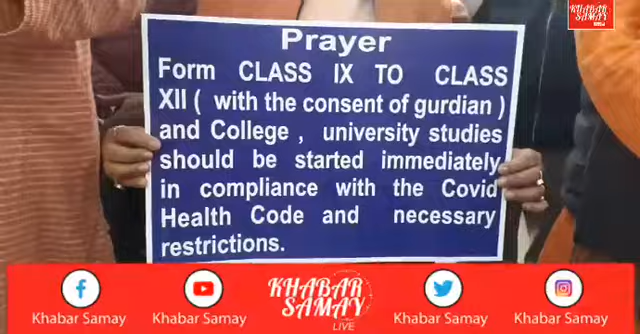 KHABAR
SAMAY
Prayer
Form CLASS IX TO CLASS
XII ( with the consent of gurdian )
and College , university studies
should be started immediately
in compliance with the Covid
Health Code and necessary
restrictions.
Khabar Samay
Khabar Samay
KHABAR
SAMAY
LIVE
Khabar Samay
Khabar Samay